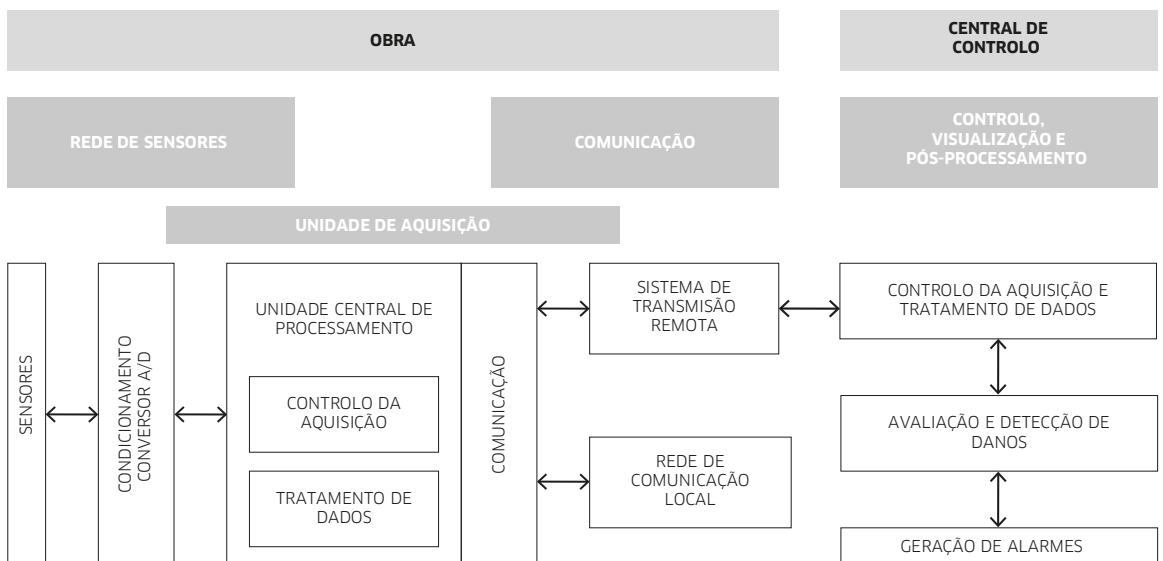 OBRA
CENTRAL DE
CONTROLO
REDE DE SENSORES
COMUNICAÇÃO
CONTROLO,
VISUALIZAÇÃO E
PÓS-PROCESSAMENTO
UNIDADE DE AQUISIÇÃO
SENSORES
CONDICIONAMENTO
CONVERSOR A/D
UNIDADE CENTRAL DE
PROCESSAMENTO
CONTROLO DA
AQUISIÇÃO
TRATAMENTO DE
DADOS
COMUNICAÇÃO
SISTEMA DE
TRANSMISÃO
REMOTA
REDE DE
COMUNICAÇÃO
LOCAL
CONTROLO DA AQUISIÇÃO E
TRATAMENTO DE DADOS
AVALIAÇÃO E DETECÇÃO DE
DANOS
GERAÇÃO DE ALARMES